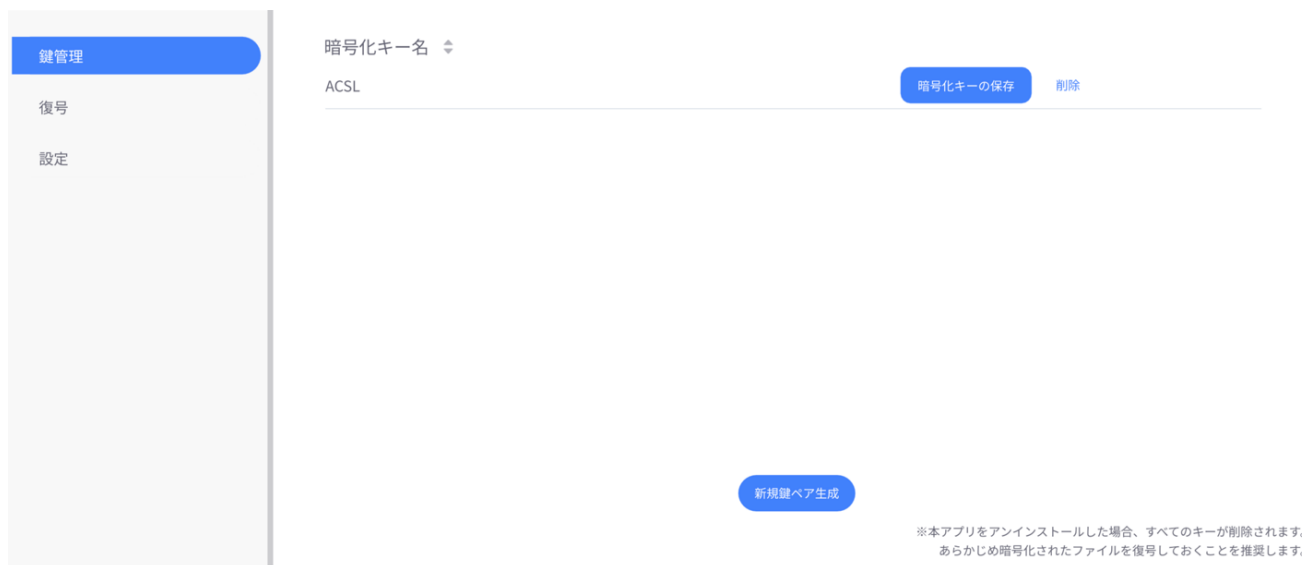 鍵管理
復号
設定
暗号化キー名
ACSL
暗号化キーの保存
削除
新規鍵ペア生成
※本アプリをアンインストールした場合、すべてのキーが削除されます。
あらかじめ暗号化されたファイルを復号しておくことを推奨します。